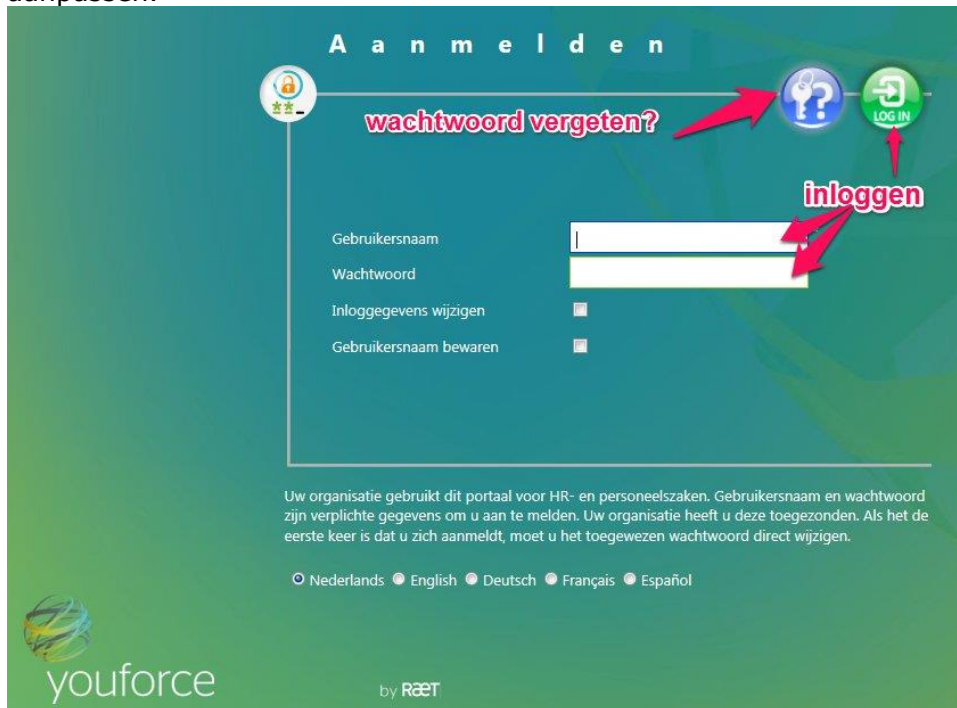 A a n m e l d e n
**_
wachtwoord vergeten?
LOG IN
inloggen
Gebruikersnaam
Wachtwoord
Inloggegevens wijzigen
Gebruikersnaam bewaren
Uw organisatie gebruikt dit portaal voor HR- en personeelszaken. Gebruikersnaam en wachtwoord
zijn verplichte gegevens om u aan te melden. Uw organisatie heeft u deze toegezonden. Als het de
eerste keer is dat u zich aanmeldt, moet u het toegewezen wachtwoord direct wijzigen.
Nederlands English Deutsch Français Español
youforce
by RÆT